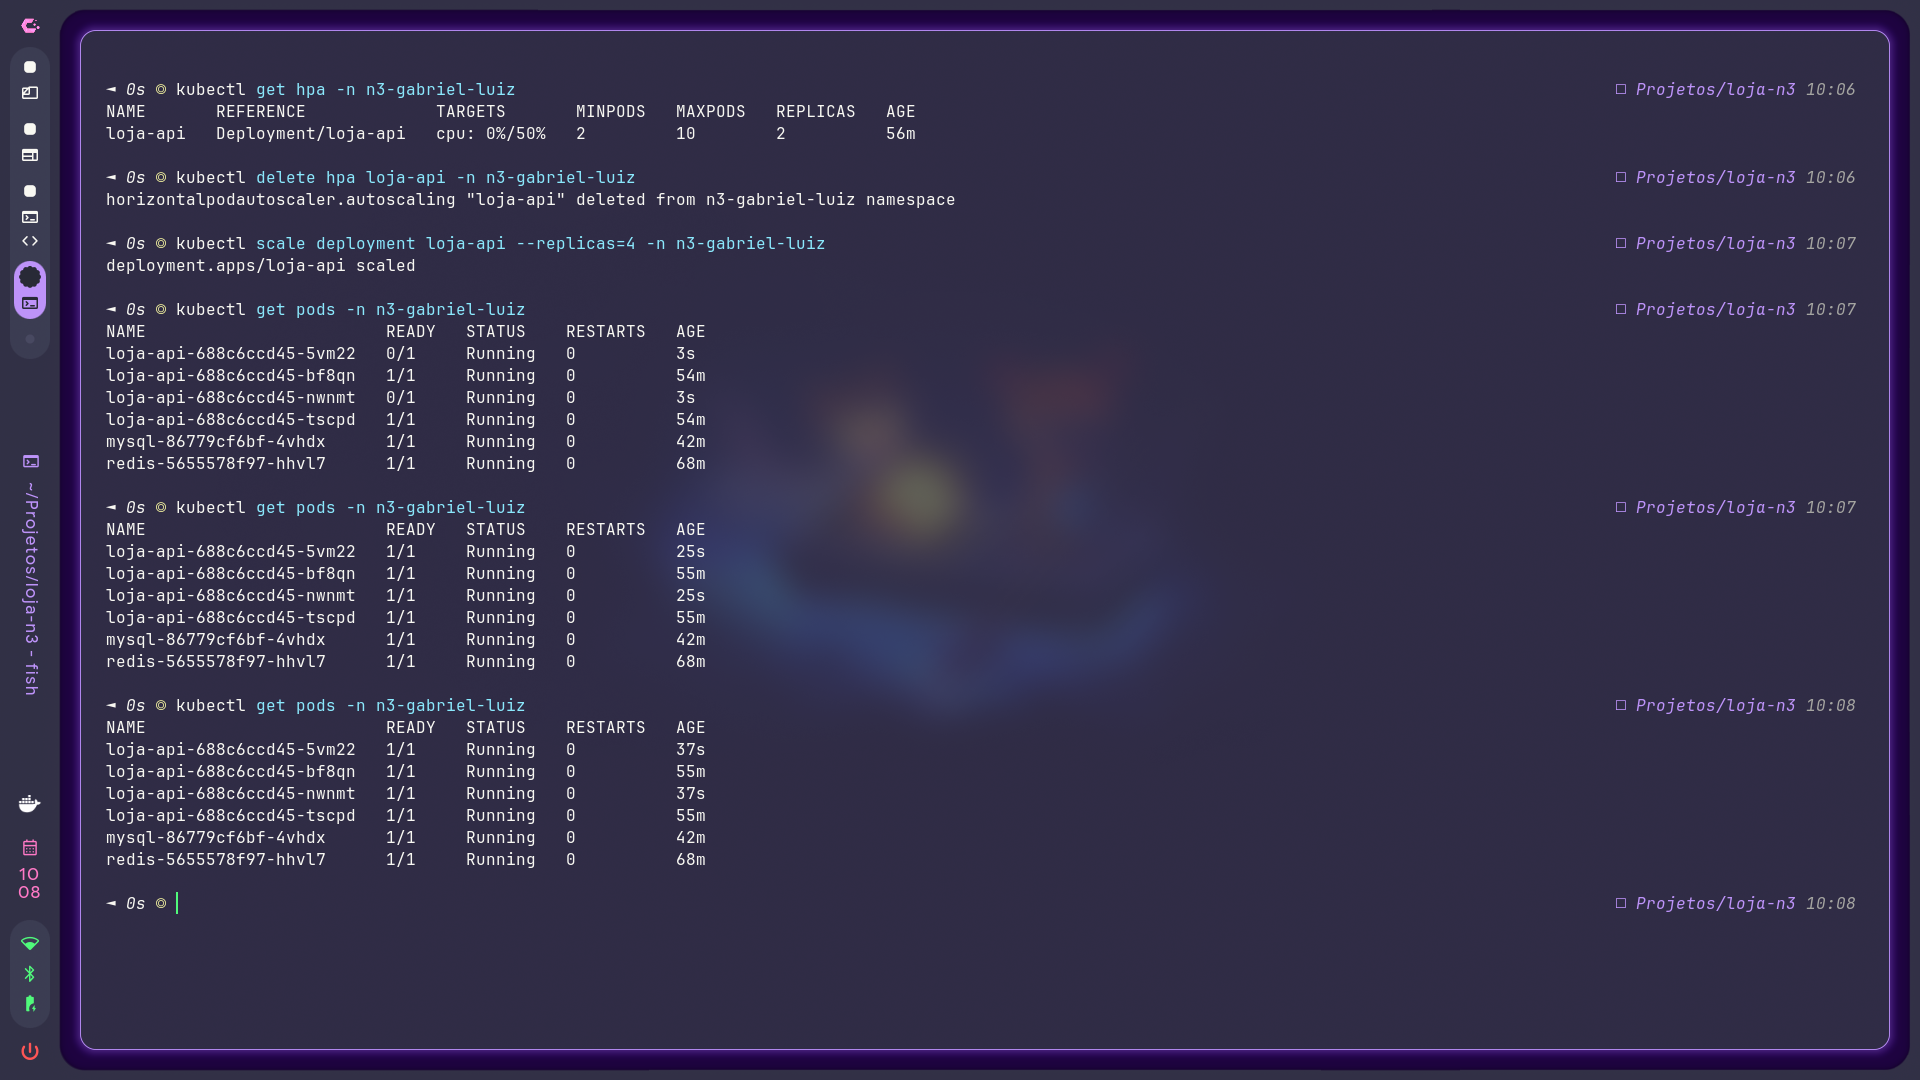 ◄ 0s ◎ kubectl get hpa -n n3-gabriel-luiz □ Projetos/loja-n3 10:06
NAME REFERENCE TARGETS MINPODS MAXPODS REPLICAS AGE
loja-api Deployment/loja-api cpu: 0%/50% 2 10 2 56m
◄ 0s ◎ kubectl delete hpa loja-api -n n3-gabriel-luiz □ Projetos/loja-n3 10:06
horizontalpodautoscaler.autoscaling "loja-api" deleted from n3-gabriel-luiz namespace
◄ 0s ◎ kubectl scale deployment loja-api --replicas=4 -n n3-gabriel-luiz □ Projetos/loja-n3 10:07
deployment.apps/loja-api scaled
◄ 0s ◎ kubectl get pods -n n3-gabriel-luiz □ Projetos/loja-n3 10:07
NAME READY STATUS RESTARTS AGE
loja-api-688c6ccd45-5vm22 0/1 Running 0 3s
loja-api-688c6ccd45-bf8qn 1/1 Running 0 54m
loja-api-688c6ccd45-nwnmt 0/1 Running 0 3s
loja-api-688c6ccd45-tscpd 1/1 Running 0 54m
mysql-86779cf6bf-4vhdx 1/1 Running 0 42m
redis-5655578f97-hhvl7 1/1 Running 0 68m
◄ 0s ◎ kubectl get pods -n n3-gabriel-luiz □ Projetos/loja-n3 10:07
NAME READY STATUS RESTARTS AGE
loja-api-688c6ccd45-5vm22 1/1 Running 0 25s
loja-api-688c6ccd45-bf8qn 1/1 Running 0 55m
loja-api-688c6ccd45-nwnmt 1/1 Running 0 25s
loja-api-688c6ccd45-tscpd 1/1 Running 0 55m
mysql-86779cf6bf-4vhdx 1/1 Running 0 42m
redis-5655578f97-hhvl7 1/1 Running 0 68m
◄ 0s ◎ kubectl get pods -n n3-gabriel-luiz □ Projetos/loja-n3 10:08
NAME READY STATUS RESTARTS AGE
loja-api-688c6ccd45-5vm22 1/1 Running 0 37s
loja-api-688c6ccd45-bf8qn 1/1 Running 0 55m
loja-api-688c6ccd45-nwnmt 1/1 Running 0 37s
loja-api-688c6ccd45-tscpd 1/1 Running 0 55m
mysql-86779cf6bf-4vhdx 1/1 Running 0 42m
redis-5655578f97-hhvl7 1/1 Running 0 68m
◄ 0s ◎ □ Projetos/loja-n3 10:08
~/Projetos/loja-n3 - fish
10
08